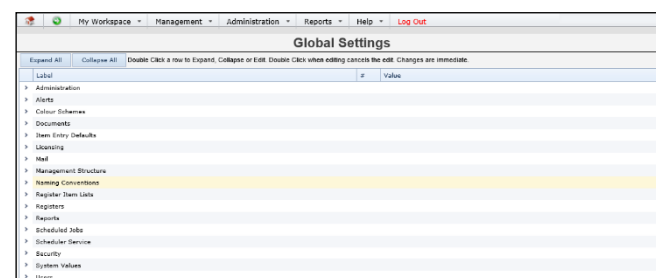 My Workspace Management Administration Reports Help Log Out
Global Settings
Expand All Collapse All Double Click a row to Expand, Collapse or Edit. Double Click when editing cancels the edit. Changes are immediate.
Label # Value
Administration
Alerts
Colour Schemes
Documents
Item Entry Defaults
Licensing
Mail
Management Structure
Naming Conventions
Register Item Lists
Registers
Reports
Scheduled Jobs
Scheduler Service
Security
System Values
Users